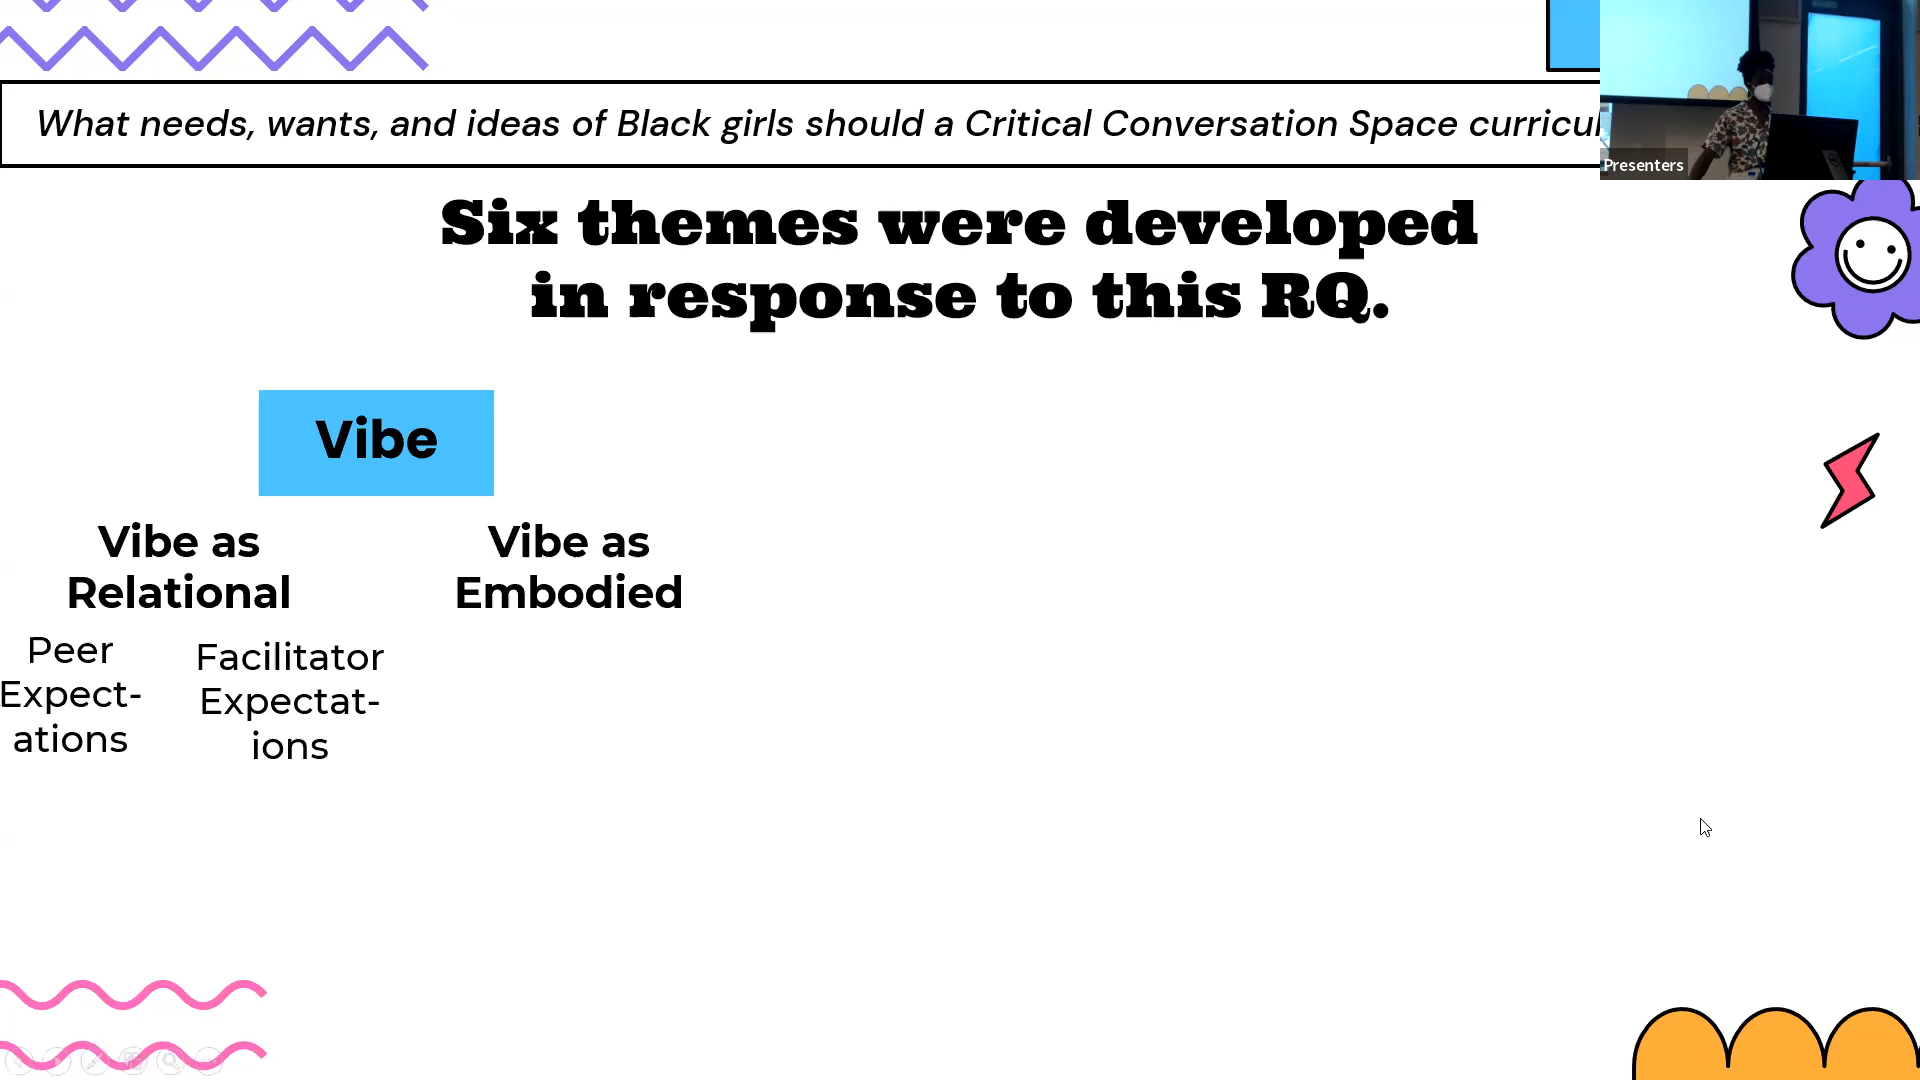 What needs, wants, and ideas of Black girls should a Critical Conversation Space
Presenters
Six themes were developed
in response to this RQ.
Vibe
Vibe as
Relational
Vibe as
Embodied
Peer
Expect-
ations
Facilitator
Expectat-
ions